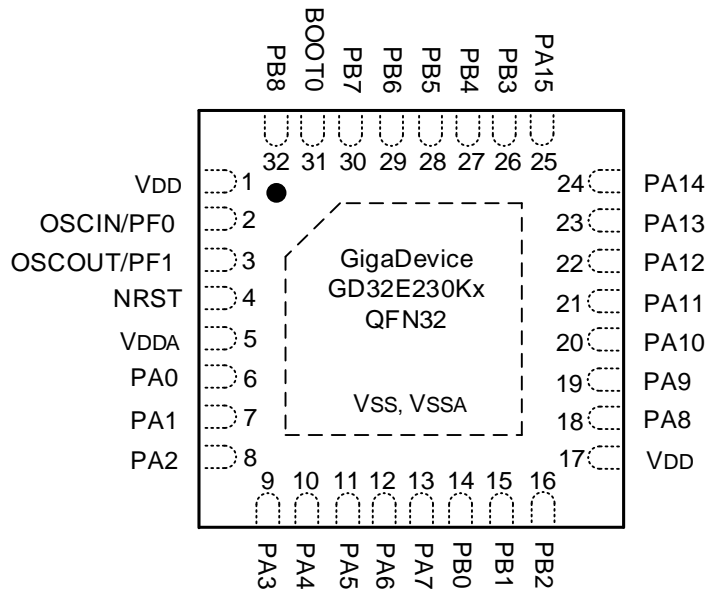 PB8
BOOT0
PB7
PB6
PB5
PB4
PB3
PA15
32
31
30
29
28
27
26
25
VDD 1
OSCIN/PF0 2
OSCOUT/PF1 3
NRST 4
VDDA 5
PA0 6
PA1 7
PA2 8
24 PA14
23 PA13
22 PA12
21 PA11
20 PA10
19 PA9
18 PA8
17 VDD
GigaDevice
GD32E230Kx
QFN32
VSS, VSSA
9
10
11
12
13
14
15
16
PA3
PA4
PA5
PA6
PA7
PB0
PB1
PB2